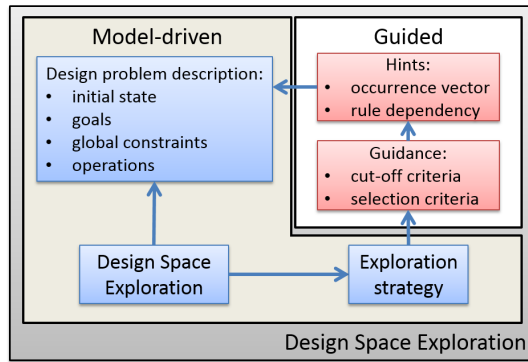 Model-driven
Design problem description:
• initial state
• goals
• global constraints
• operations
Guided
Hints:
• occurrence vector
• rule dependency
Guidance:
• cut-off criteria
• selection criteria
Design Space
Exploration
Exploration
strategy
Design Space Exploration